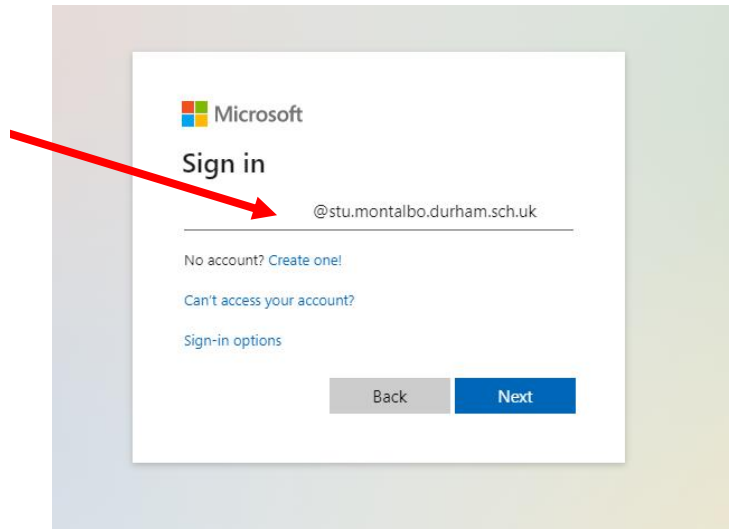 Microsoft
Sign in
@stu.montalbo.durham.sch.uk
No account? Create one!
Can't access your account?
Sign-in options
Back Next